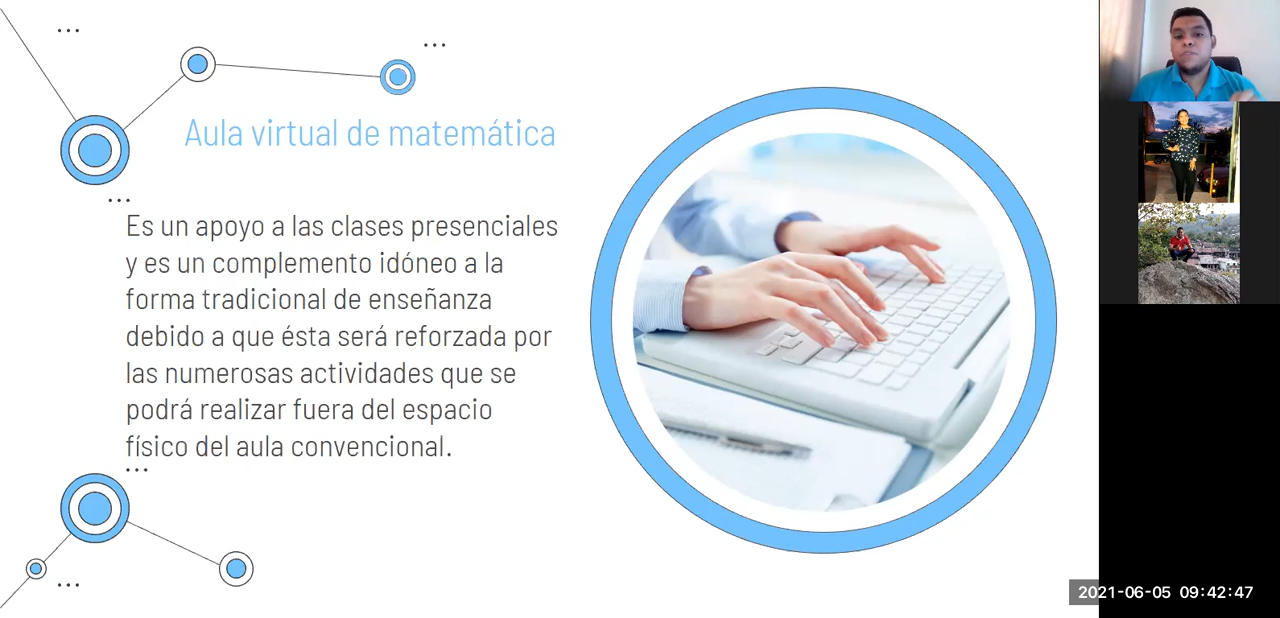 Aula virtual de matemática
Es un apoyo a las clases presenciales
y es un complemento idóneo a la
forma tradicional de enseñanza
debido a que ésta será reforzada por
las numerosas actividades que se
podrá realizar fuera del espacio
físico del aula convencional.
2021-06-05 09:42:47